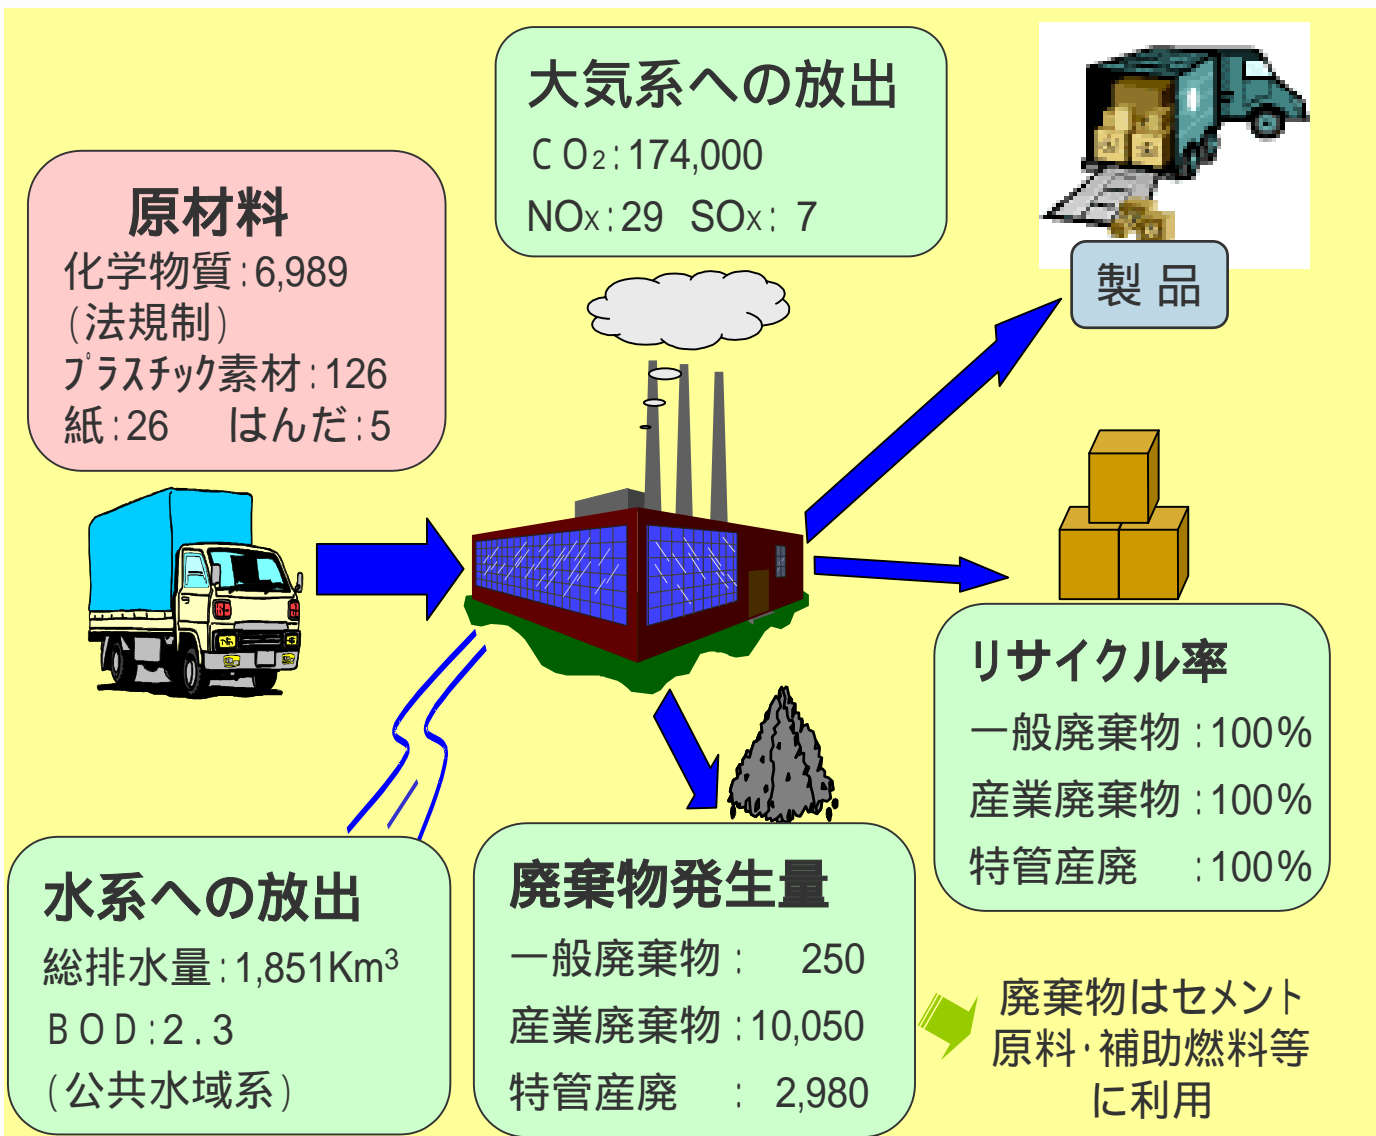 大気系への放出
CO₂:174,000
NOx:29 SOx: 7
原材料
化学物質:6,989
(法規制)
ﾌﾟﾗｽﾁｯｸ素材:126
紙:26 はんだ:5
製 品
リサイクル率
一般廃棄物:100%
産業廃棄物:100%
特管産廃 :100%
水系への放出
総排水量:1,851Km³
BOD:2.3
(公共水域系)
廃棄物発生量
一般廃棄物: 250
産業廃棄物:10,050
特管産廃 : 2,980
廃棄物はセメント
原料・補助燃料等
に利用